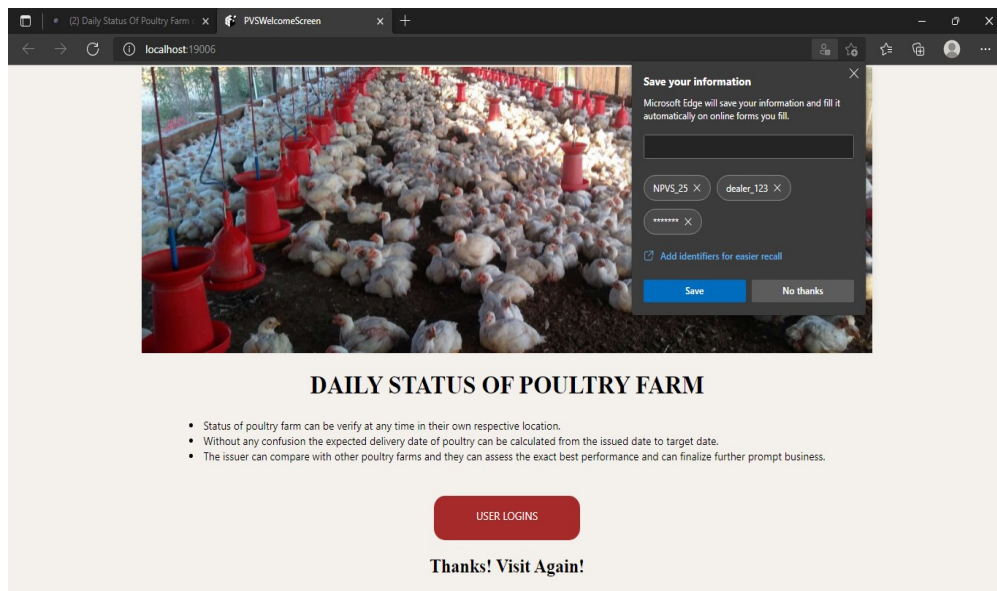 (2) Daily Status Of Poultry Farm
PVSWelcomeScreen
localhost:19006
Save your information
Microsoft Edge will save your information and fill it
automatically on online forms you fill.
NPVS_25
dealer_123
*******
Add identifiers for easier recall
Save
No thanks
DAILY STATUS OF POULTRY FARM
• Status of poultry farm can be verify at any time in their own respective location.
• Without any confusion the expected delivery date of poultry can be calculated from the issued date to target date.
• The issuer can compare with other poultry farms and they can assess the exact best performance and can finalize further prompt business.
USER LOGINS
Thanks! Visit Again!